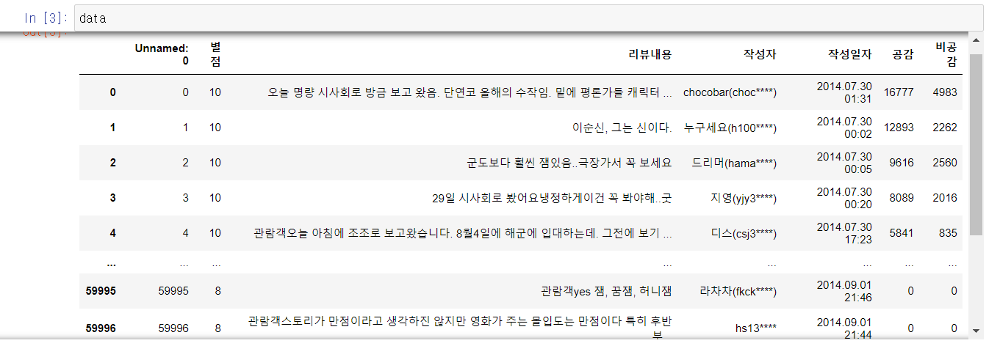 In [3]: data
Out[3]:
Unnamed: 0 별점 리뷰내용 작성자 작성일자 공감 비공감
0 0 10 오늘 명량 시사회로 방금 보고 왔음. 단연코 올해의 수작임. 밑에 평론가들 캐릭터 ... chocobar(choc****) 2014.07.30 01:31 16777 4983
1 1 10 이순신, 그는 신이다. 누구세요(h100****) 2014.07.30 00:02 12893 2262
2 2 10 군도보다 훨씬 잼있음..극장가서 꼭 보세요 드리머(hama****) 2014.07.30 00:05 9616 2560
3 3 10 29일 시사회로 봤어요냉정하게이건 꼭 봐야해..굿 지영(yjy3****) 2014.07.30 00:20 8089 2016
4 4 10 관람객오늘 아침에 조조로 보고왔습니다. 8월4일에 해군에 입대하는데. 그전에 보기 ... 디스(csj3****) 2014.07.30 17:23 5841 835
... ... ... ... ... ... ... ...
59995 59995 8 관람객yes 잼, 꿈잼, 허니잼 라차차(fkck****) 2014.09.01 21:46 0 0
59996 59996 8 관람객스토리가 만점이라고 생각하진 않지만 영화가 주는 몰입도는 만점이다 특히 후반부 hs13**** 2014.09.01 21:44 0 0